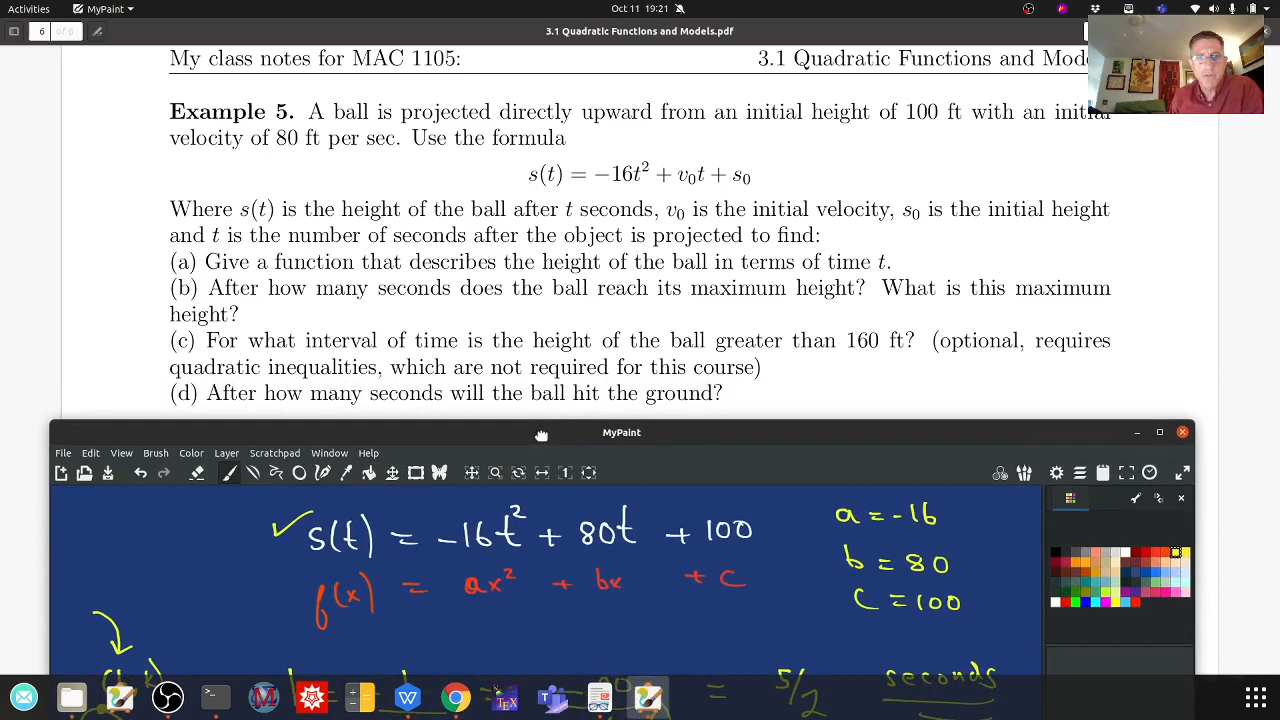 Activities MyPaint Oct 11 19:21
6 of 6 3.1 Quadratic Functions and Models.pdf
My class notes for MAC 1105: 3.1 Quadratic Functions and Mode
Example 5. A ball is projected directly upward from an initial height of 100 ft with an initial
velocity of 80 ft per sec. Use the formula
s(t) = −16t² + v₀t + s₀
Where s(t) is the height of the ball after t seconds, v₀ is the initial velocity, s₀ is the initial height
and t is the number of seconds after the object is projected to find:
(a) Give a function that describes the height of the ball in terms of time t.
(b) After how many seconds does the ball reach its maximum height? What is this maximum
height?
(c) For what interval of time is the height of the ball greater than 160 ft? (optional, requires
quadratic inequalities, which are not required for this course)
(d) After how many seconds will the ball hit the ground?
MyPaint
File Edit View Brush Color Layer Scratchpad Window Help
s(t) = -16t² + 80t + 100
f(x) = ax² + bx + c
a = -16
b = 80
c = 100
= 5/2 seconds